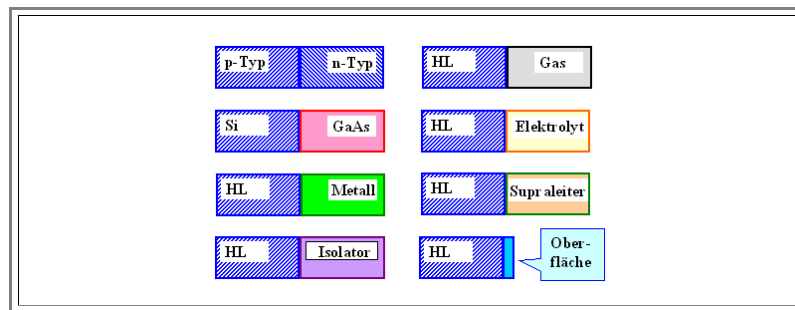 p-Typ n-Typ
HL Gas
Si GaAs
HL Elektrolyt
HL Metall
HL Supraleiter
HL Isolator
HL
Ober-
fläche